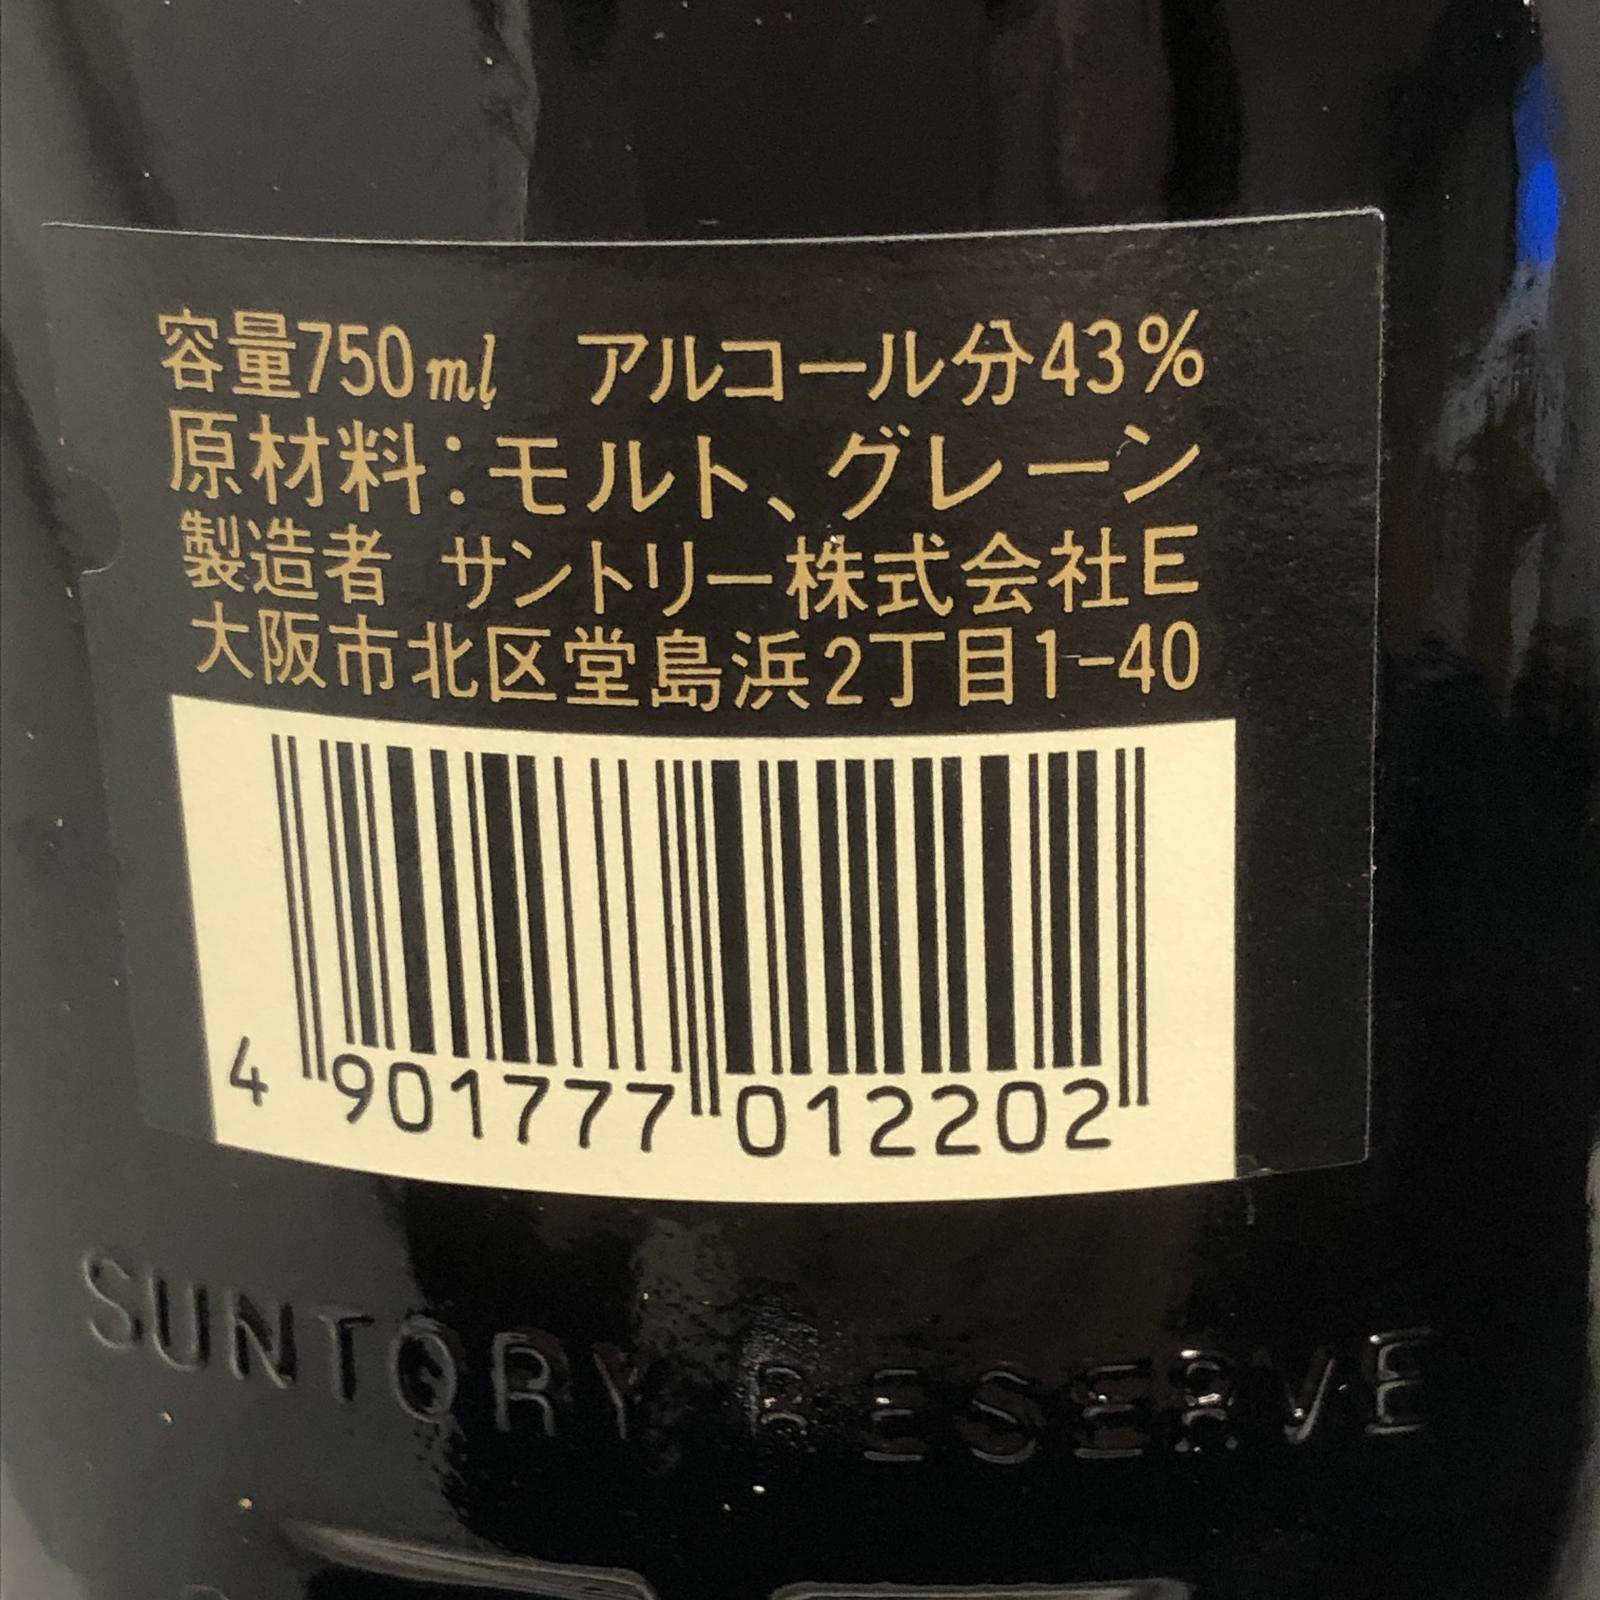 容量750ml　アルコール分43%
原材料：モルト、グレーン
製造者　サントリー株式会社E
大阪市北区堂島浜2丁目1-40
4 901777 012202
SUNTORY RESERVE